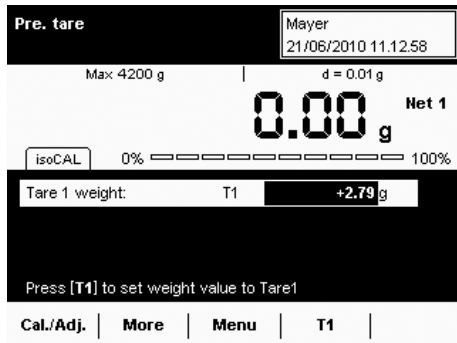 Pre. tare
Mayer
21/06/2010 11.12.58
Max 4200 g | d = 0.01 g
0.00 g Net 1
isoCAL 0% 100%
Tare 1 weight: T1 +2.79 g
Press [T1] to set weight value to Tare1
Cal./Adj. | More | Menu | T1 |